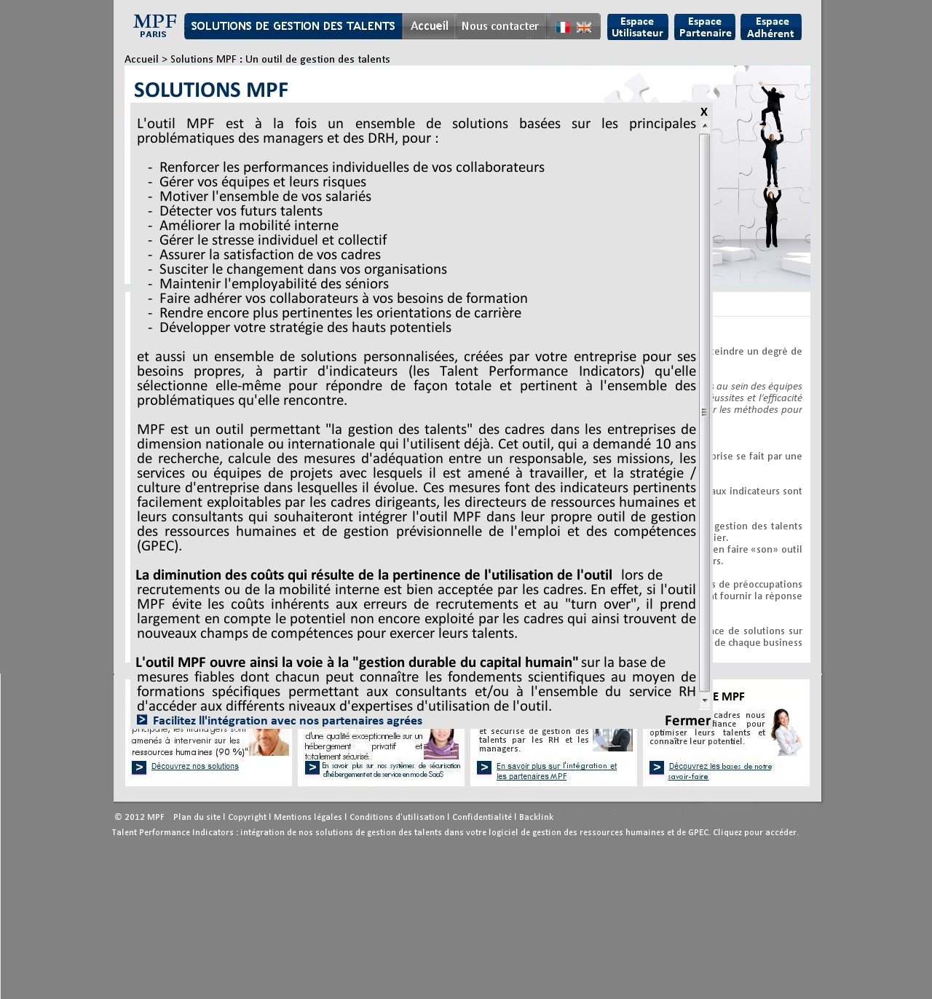 MPF
PARIS
SOLUTIONS DE GESTION DES TALENTS
Accueil
Nous contacter
Espace
Utilisateur
Espace
Partenaire
Espace
Adhérent
Accueil > Solutions MPF : Un outil de gestion des talents
SOLUTIONS MPF
X
L'outil MPF est à la fois un ensemble de solutions basées sur les principales
problématiques des managers et des DRH, pour :
- Renforcer les performances individuelles de vos collaborateurs
- Gérer vos équipes et leurs risques
- Motiver l'ensemble de vos salariés
- Détecter vos futurs talents
- Améliorer la mobilité interne
- Gérer le stresse individuel et collectif
- Assurer la satisfaction de vos cadres
- Susciter le changement dans vos organisations
- Maintenir l'employabilité des séniors
- Faire adhérer vos collaborateurs à vos besoins de formation
- Rendre encore plus pertinentes les orientations de carrière
- Développer votre stratégie des hauts potentiels
et aussi un ensemble de solutions personnalisées, créées par votre entreprise pour ses
besoins propres, à partir d'indicateurs (les Talent Performance Indicators) qu'elle
sélectionne elle-même pour répondre de façon totale et pertinent à l'ensemble des
problématiques qu'elle rencontre.
MPF est un outil permettant "la gestion des talents" des cadres dans les entreprises de
dimension nationale ou internationale qui l'utilisent déjà. Cet outil, qui a demandé 10 ans
de recherche, calcule des mesures d'adéquation entre un responsable, ses missions, les
services ou équipes de projets avec lesquels il est amené à travailler, et la stratégie /
culture d'entreprise dans lesquelles il évolue. Ces mesures font des indicateurs pertinents
facilement exploitables par les cadres dirigeants, les directeurs de ressources humaines et
leurs consultants qui souhaiteront intégrer l'outil MPF dans leur propre outil de gestion
des ressources humaines et de gestion prévisionnelle de l'emploi et des compétences
(GPEC).
La diminution des coûts qui résulte de la pertinence de l'utilisation de l'outil lors de
recrutements ou de la mobilité interne est bien acceptée par les cadres. En effet, si l'outil
MPF évite les coûts inhérents aux erreurs de recrutements et au "turn over", il prend
largement en compte le potentiel non encore exploité par les cadres qui ainsi trouvent de
nouveaux champs de compétences pour exercer leurs talents.
L'outil MPF ouvre ainsi la voie à la "gestion durable du capital humain" sur la base de
mesures fiables dont chacun peut connaître les fondements scientifiques au moyen de
formations spécifiques permettant aux consultants et/ou à l'ensemble du service RH
d'accéder aux différents niveaux d'expertises d'utilisation de l'outil.
> Facilitez ll'intégration avec nos partenaires agrées
Fermer
un degré de
au sein des équipes
et l'efficacité
les méthodes pour
se fait par une
indicateurs sont
gestion des talents
en faire «son» outil
de préoccupations
fournir la réponse
de solutions sur
de chaque business
principale, les managers sont
amenés à intervenir sur les
ressources humaines (90 %)"
> Découvrez nos solutions
d'une qualité exceptionnelle sur un
hébergement privatif et
totalement sécurisé.
> En savoir plus sur nos systèmes de sécurisation
d'hébergement et de service en mode SaaS
et sécurisé de gestion des
talents par les RH et les
managers.
> En savoir plus sur l'intégration et
les partenaires MPF
MPF
cadres nous
pour
optimiser leurs talents et
connaître leur potentiel.
> Découvrez les bases de notre
savoir-faire
© 2012 MPF Plan du site l Copyright l Mentions légales l Conditions d'utilisation l Confidentialité l Backlink
Talent Performance Indicators : intégration de nos solutions de gestion des talents dans votre logiciel de gestion des ressources humaines et de GPEC. Cliquez pour accéder.